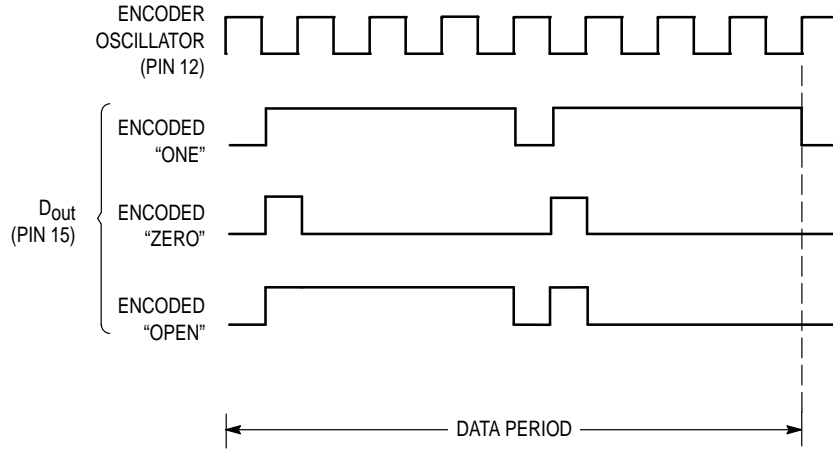 ENCODER
OSCILLATOR
(PIN 12)
ENCODED
“ONE”
Dout
(PIN 15)
ENCODED
“ZERO”
ENCODED
“OPEN”
DATA PERIOD